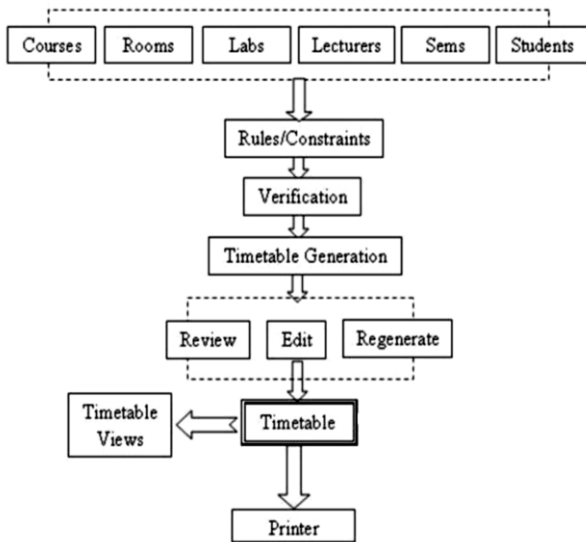 Courses
Rooms
Labs
Lecturers
Sems
Students
Rules/Constraints
Verification
Timetable Generation
Review
Edit
Regenerate
Timetable
Views
Timetable
Printer